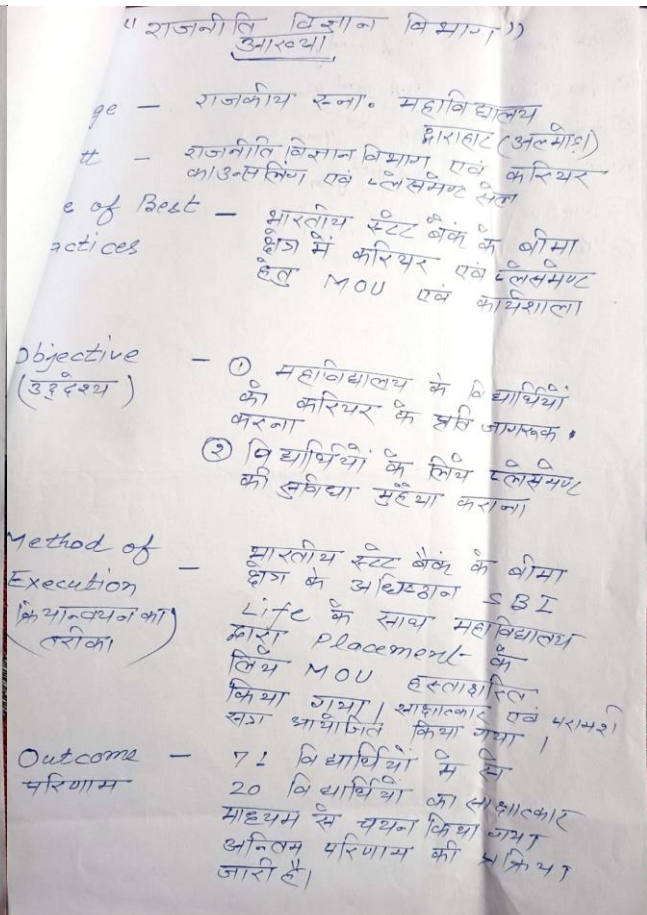 " राजनीति विज्ञान विभाग "
आख्या
ge - राजकीय स्ना॰ महाविद्यालय
द्वाराहाट (अल्मोड़ा)
tt - राजनीति विज्ञान विभाग एवं करियर
काउन्सलिंग एवं प्लेसमेण्ट सेल
e of Best - भारतीय स्टेट बैंक के बीमा
actices क्षेत्र में करियर एवं प्लेसमेण्ट
हेतु MOU एवं कार्यशाला
Objective - ① महाविद्यालय के विद्यार्थियों
(उद्देश्य) को करियर के प्रति जागरूक
करना
② विद्यार्थियों के लिये प्लेसमेण्ट
की सुविधा मुहैया कराना
Method of - भारतीय स्टेट बैंक के बीमा
Execution क्षेत्र के अधिष्ठान SBI
(क्रियान्वयन का Life के साथ महाविद्यालय
तरीका) द्वारा Placement के
लिये MOU हस्ताक्षरित
किया गया। साक्षात्कार एवं परामर्श
सत्र आयोजित किया गया।
Outcome - 71 विद्यार्थियों में से
परिणाम 20 विद्यार्थियों का साक्षात्कार
माध्यम से चयन किया गया
अन्तिम परिणाम की प्रक्रिया
जारी है।